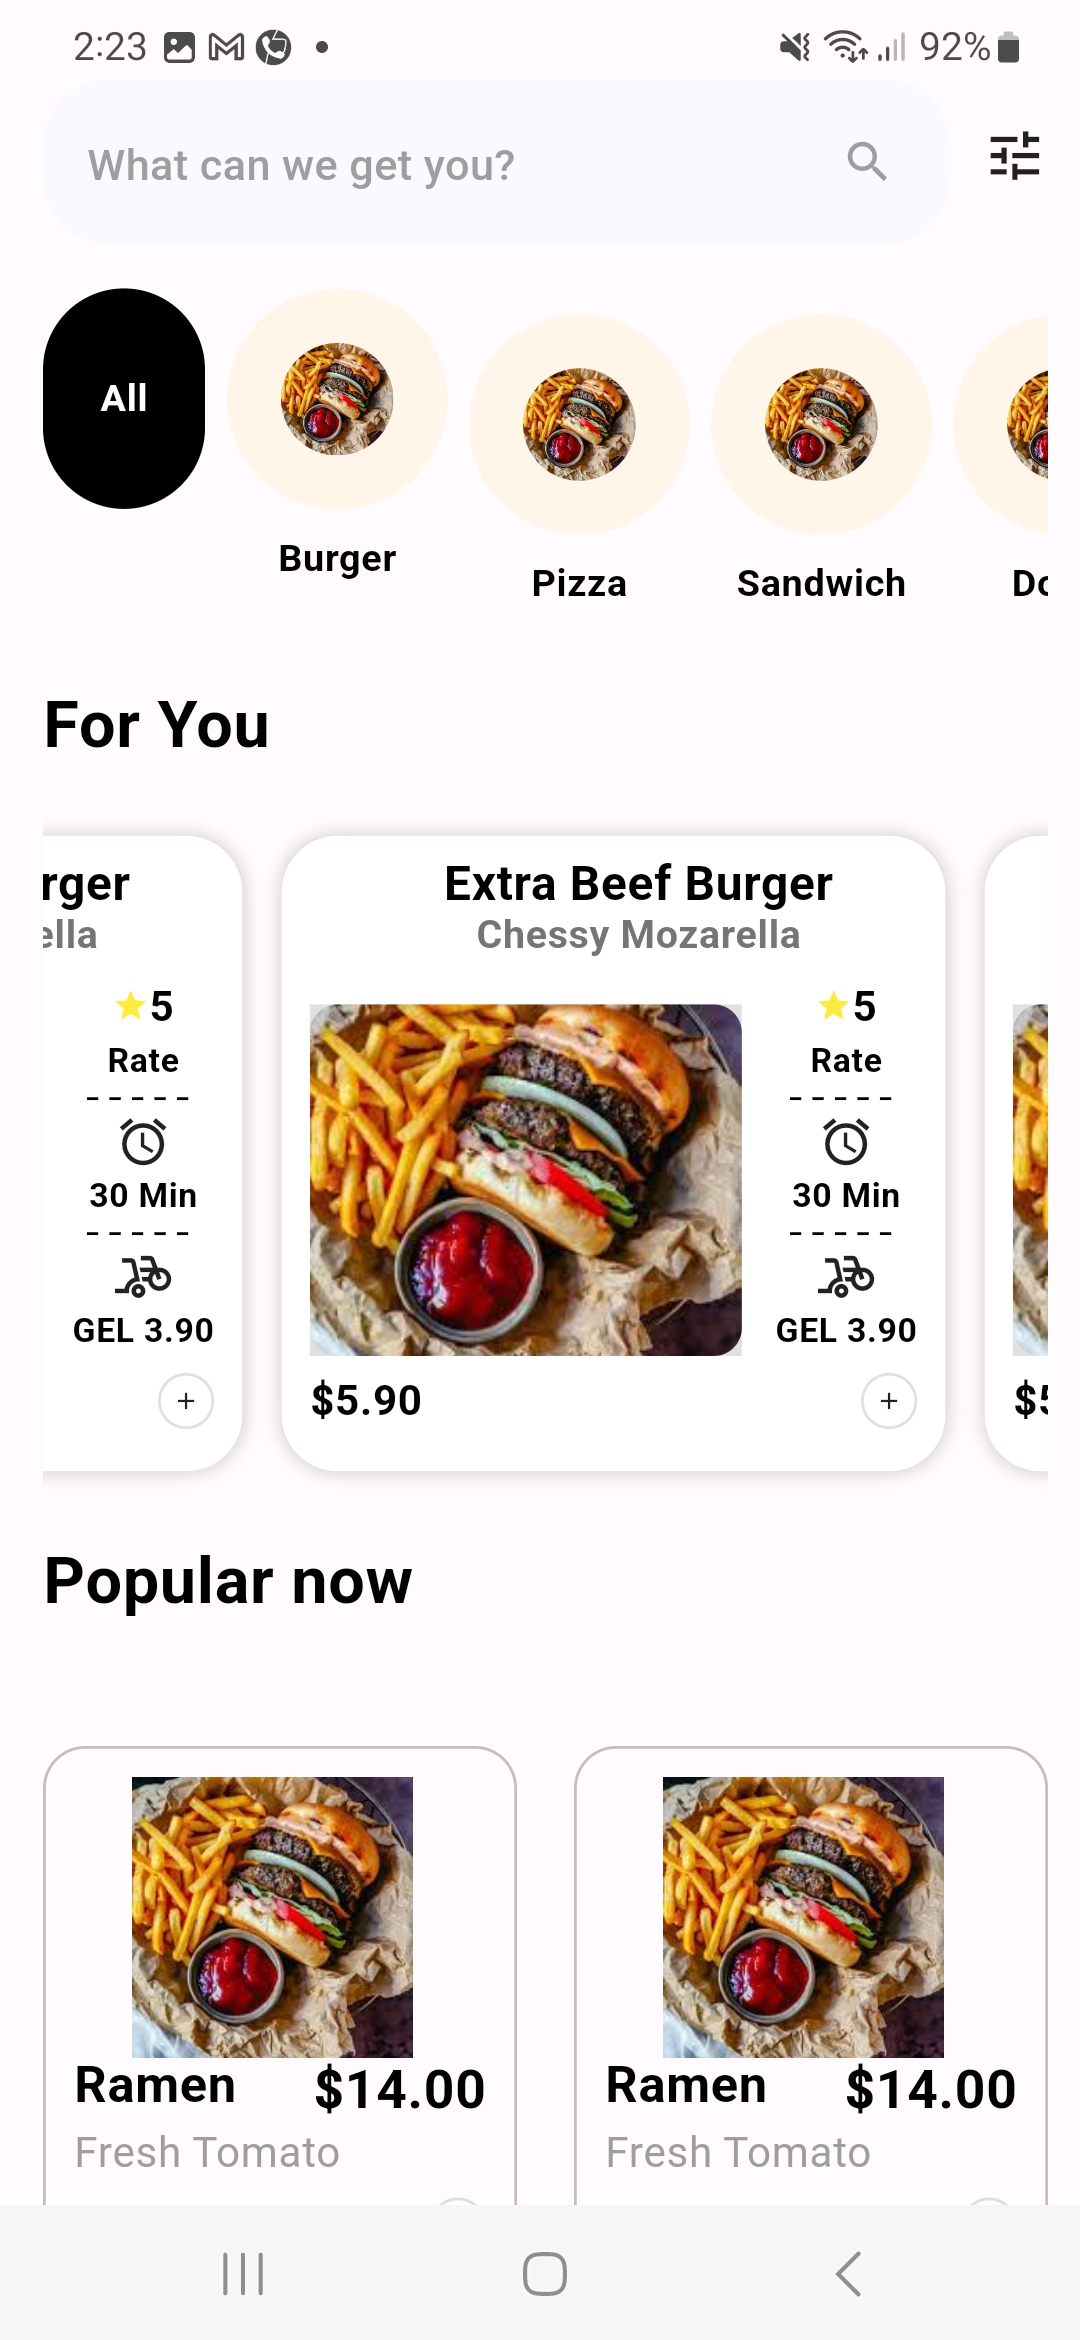 2:23 92%
What can we get you?
All
Burger
Pizza
Sandwich
Do
For You
rger
ella
5
Rate
30 Min
GEL 3.90
+
Extra Beef Burger
Chessy Mozarella
5
Rate
30 Min
GEL 3.90
$5.90 +
$5
Popular now
Ramen $14.00
Fresh Tomato
Ramen $14.00
Fresh Tomato